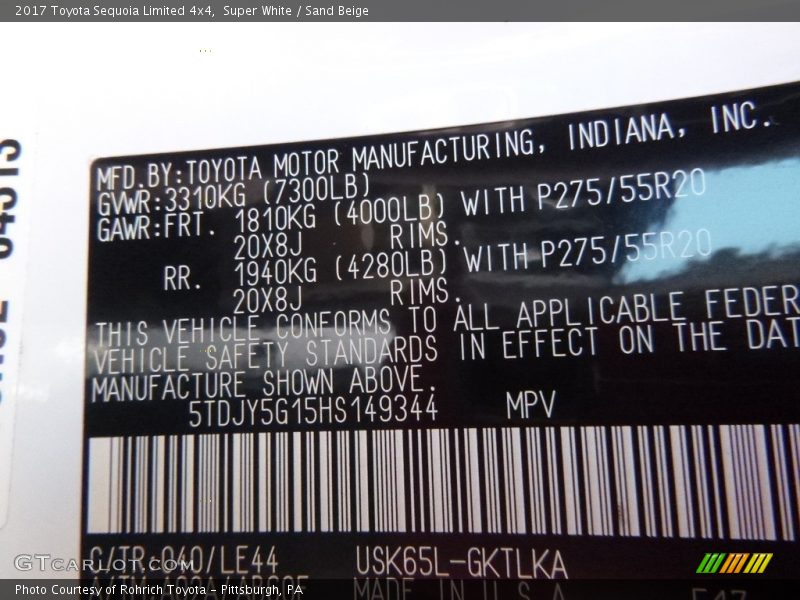 2017 Toyota Sequoia Limited 4x4, Super White / Sand Beige
MFD.BY:TOYOTA MOTOR MANUFACTURING, INDIANA, INC.
GVWR:3310KG (7300LB)
GAWR:FRT. 1810KG (4000LB) WITH P275/55R20
20X8J RIMS.
RR. 1940KG (4280LB) WITH P275/55R20
20X8J RIMS.
THIS VEHICLE CONFORMS TO ALL APPLICABLE FEDER
VEHICLE SAFETY STANDARDS IN EFFECT ON THE DAT
MANUFACTURE SHOWN ABOVE.
5TDJY5G15HS149344 MPV
C/TR:040/LE44 USK65L-GKTLKA
MADE IN U.S.A
GTcarlot.com
Photo Courtesy of Rohrich Toyota - Pittsburgh, PA